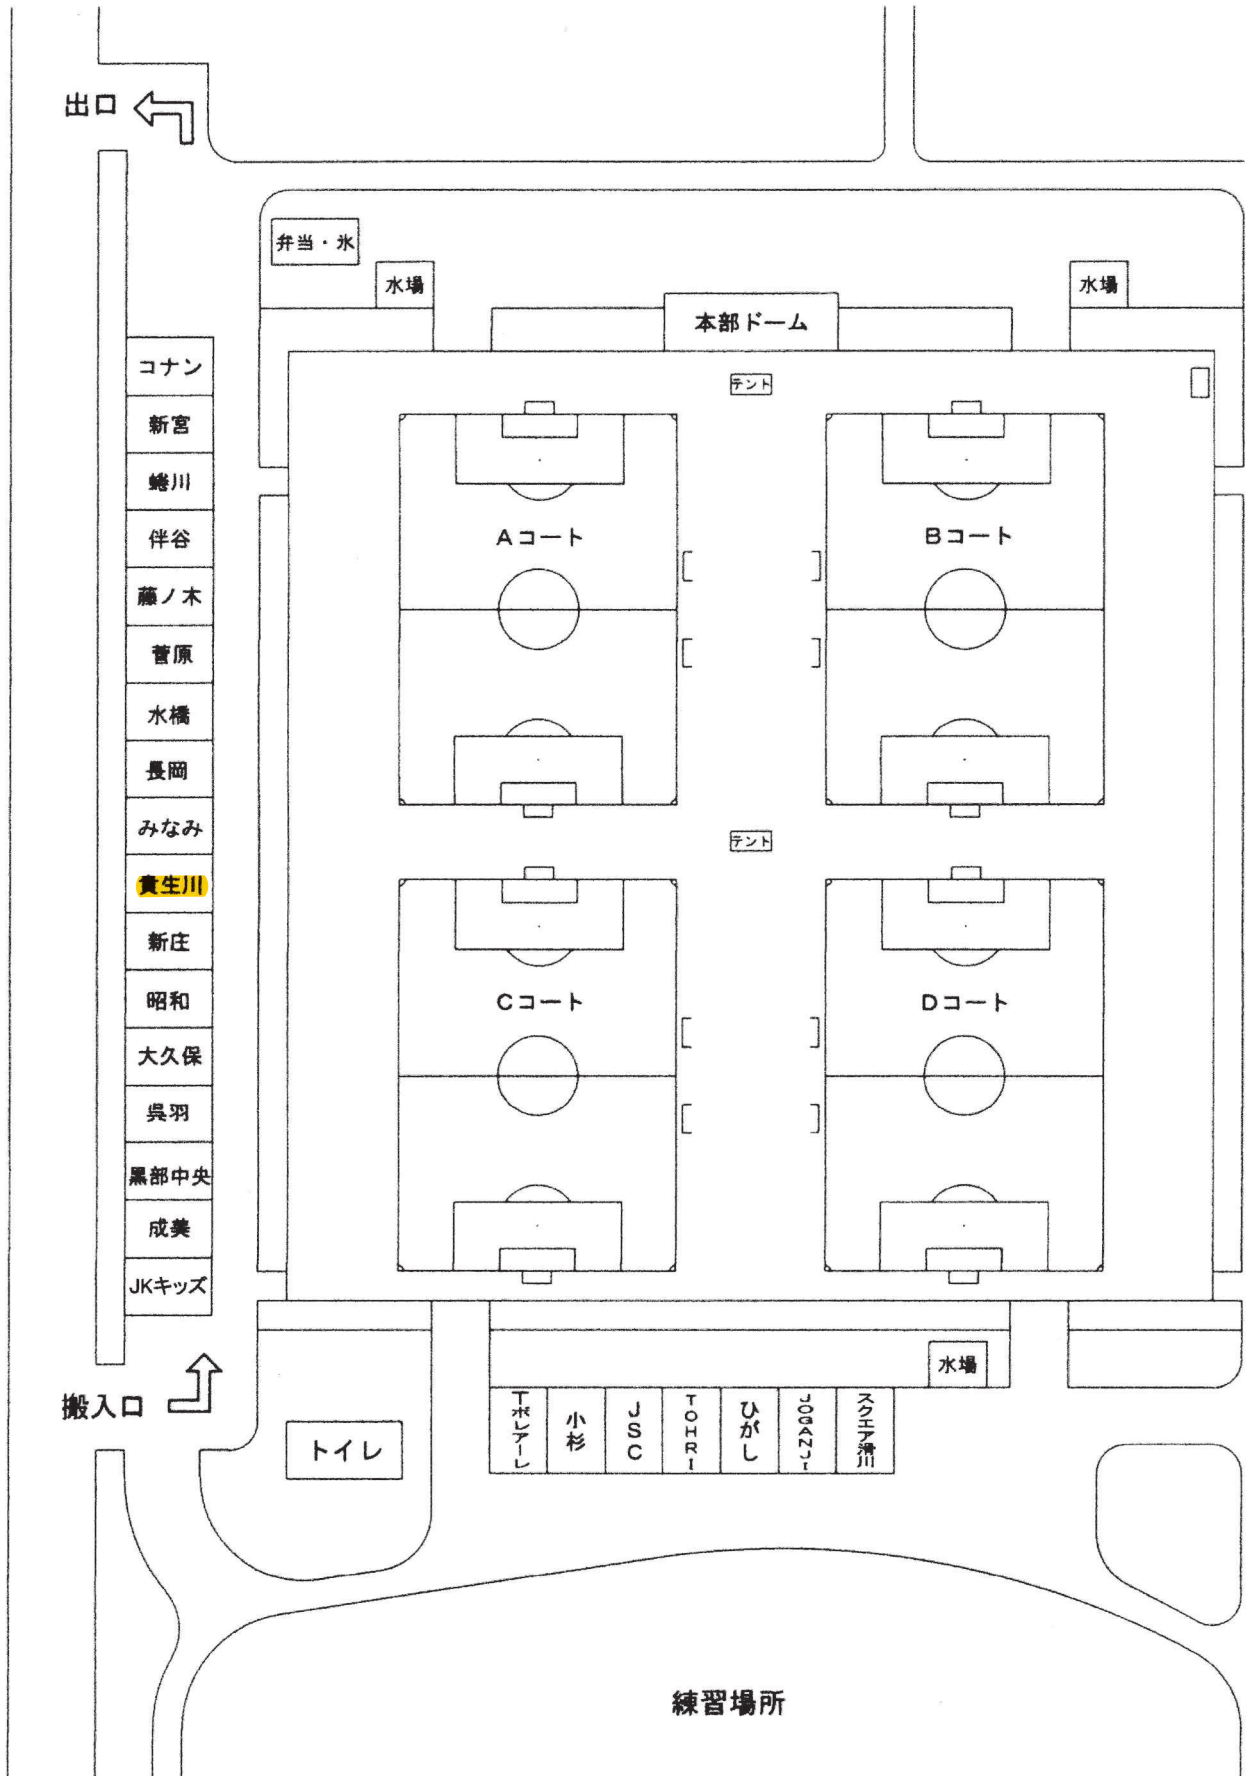 出口
弁当・氷
水場
水場
本部ドーム
テント
コナン
新宮
蜷川
伴谷
藤ノ木
菅原
水橋
長岡
みなみ
貴生川
新庄
昭和
大久保
呉羽
黒部中央
成美
JKキッズ
Aコート
Bコート
テント
Cコート
Dコート
搬入口
トイレ
水場
Tボレアーレ
小杉
JSC
TOHRI
ひがし
JOGANJI
スクエア滑川
練習場所